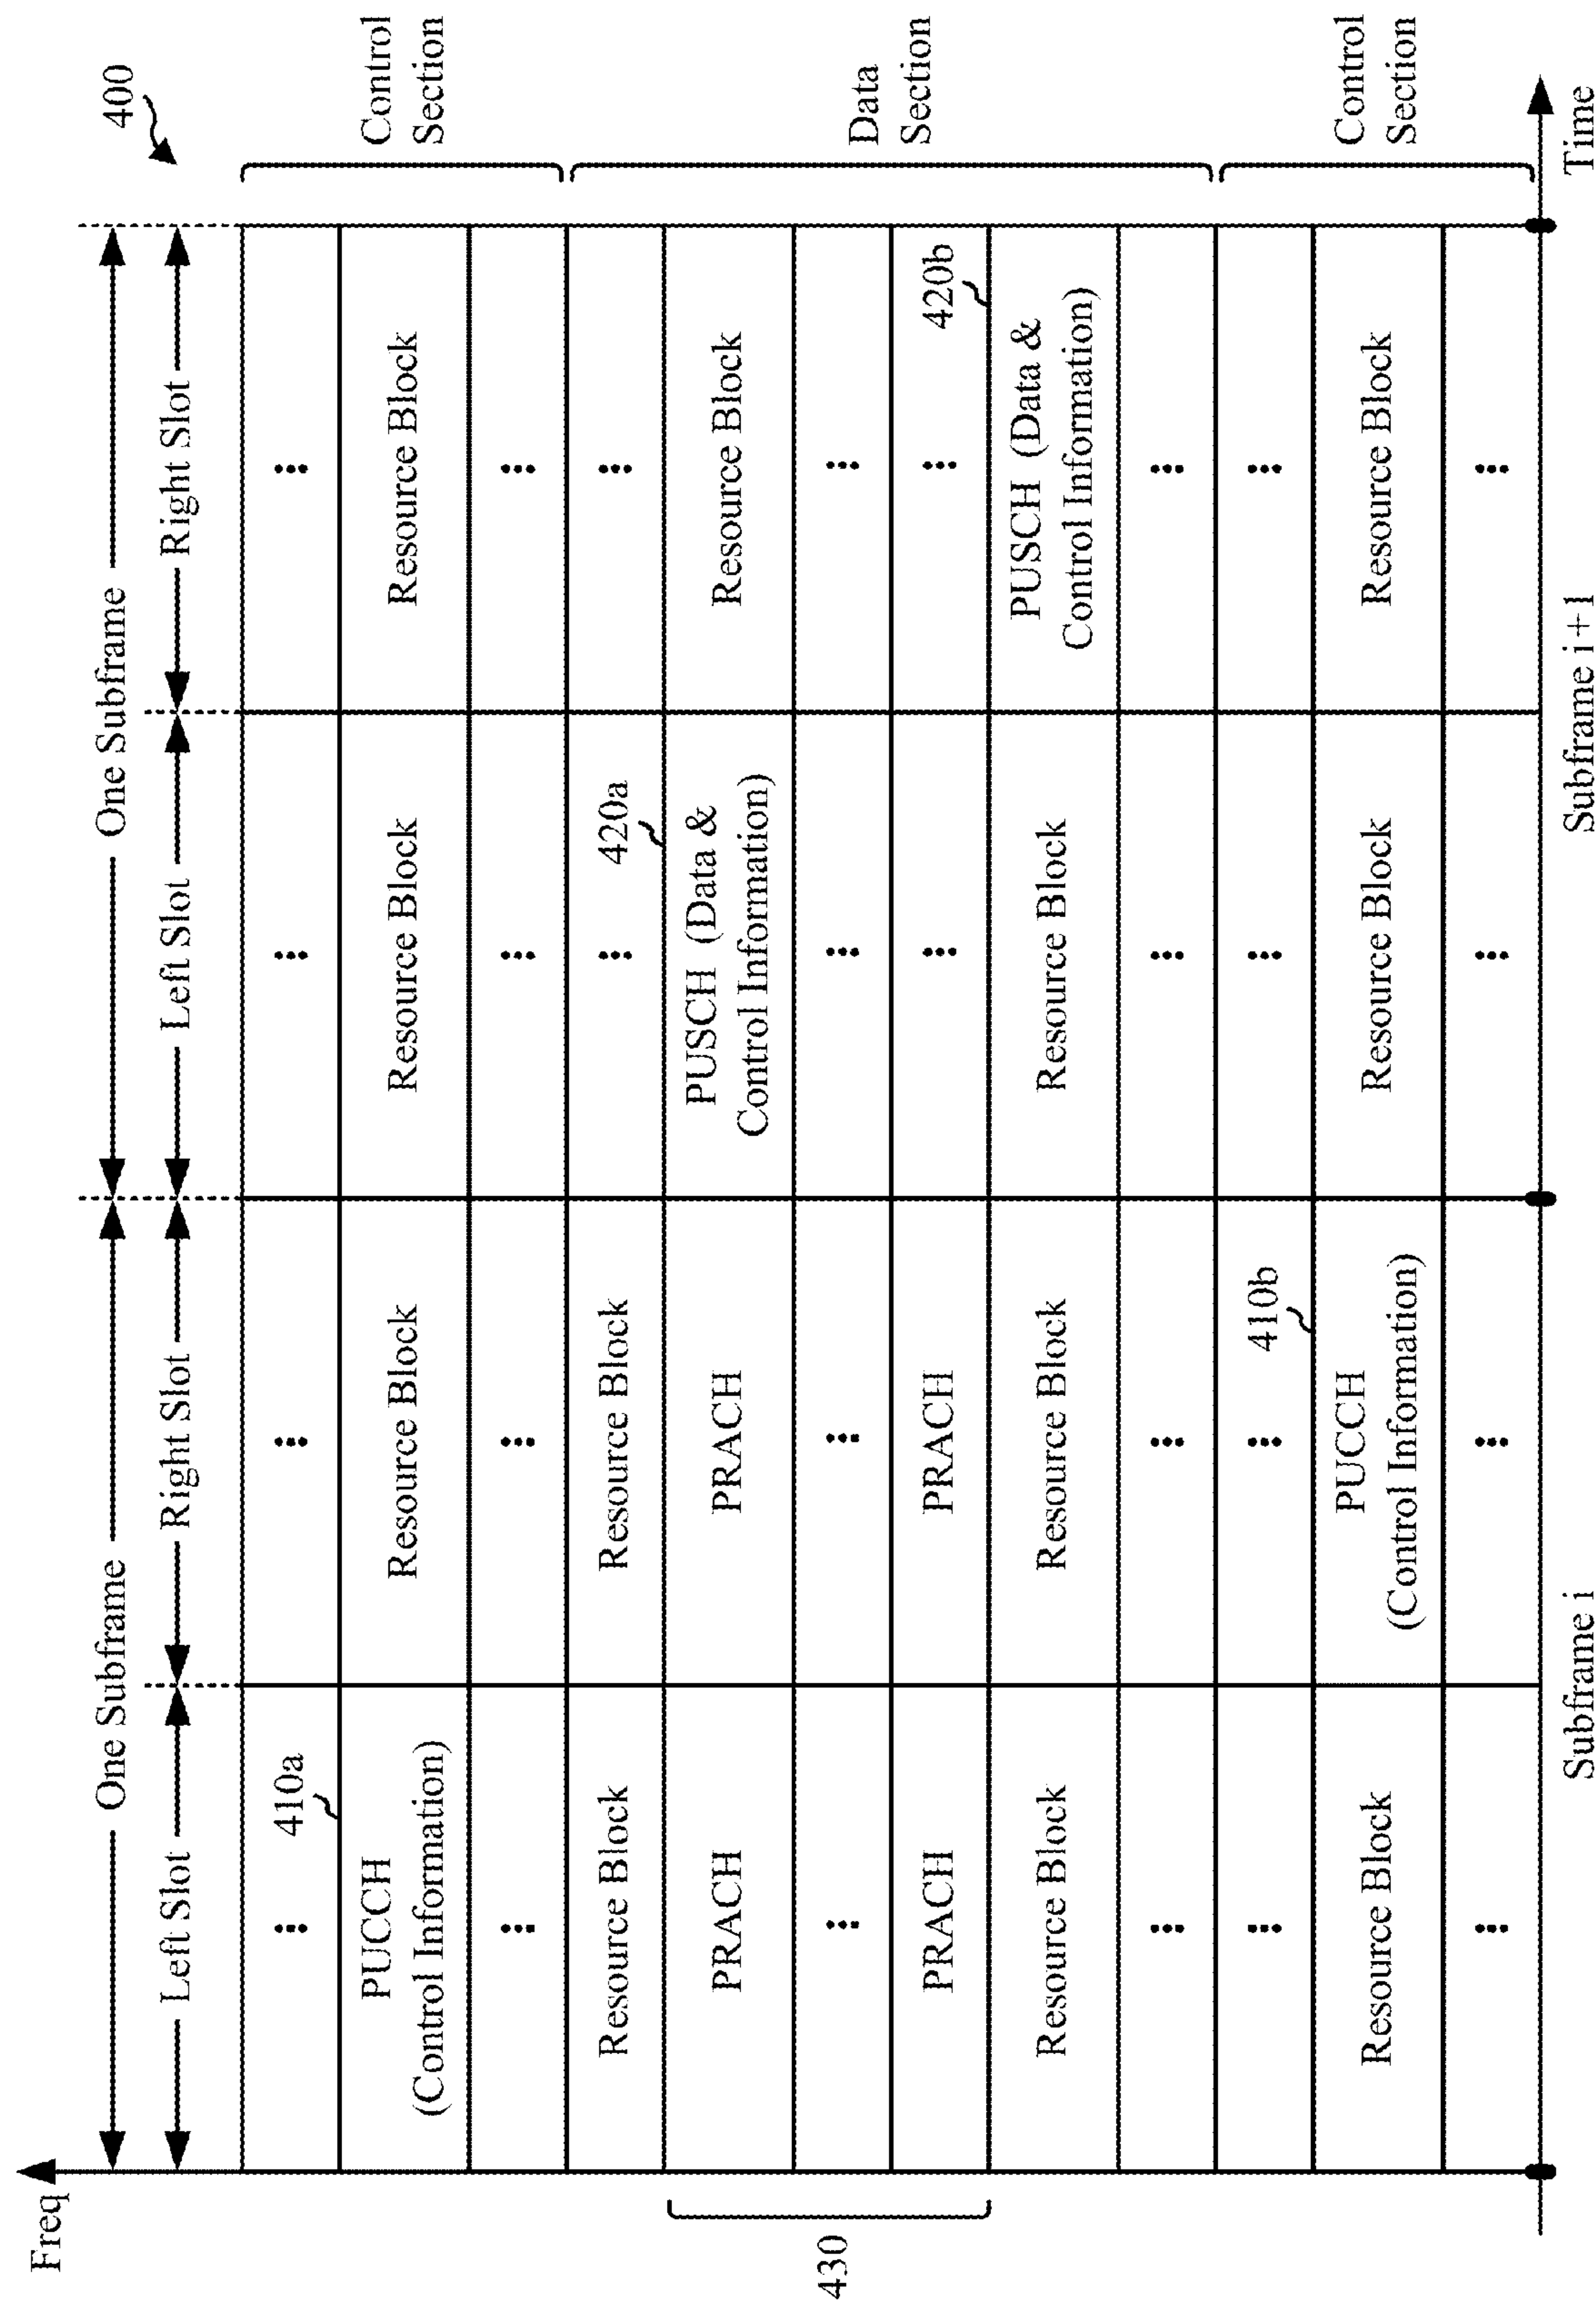 400
Freq
One Subframe
One Subframe
Left Slot
Right Slot
Left Slot
Right Slot
410a
PUCCH
(Control Information)
Resource Block
Resource Block
Resource Block
Control
Section
Resource Block
Resource Block
420a
430
PRACH
PRACH
PUSCH (Data &
Control Information)
Resource Block
PRACH
PRACH
420b
Data
Section
Resource Block
Resource Block
Resource Block
PUSCH (Data &
Control Information)
410b
Resource Block
PUCCH
(Control Information)
Resource Block
Resource Block
Control
Section
Subframe i
Subframe i+1
Time